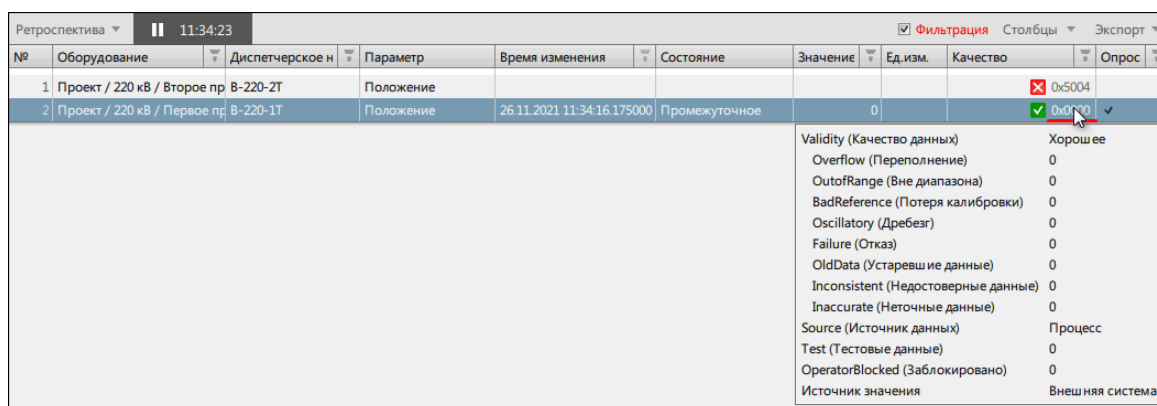 Ретроспектива 11:34:23 Фильтрация Столбцы Экспорт
№ Оборудование Диспетчерское н Параметр Время изменения Состояние Значение Ед.изм. Качество Опрос
1 Проект / 220 кВ / Второе пр В-220-2Т Положение 0x5004
2 Проект / 220 кВ / Первое пр В-220-1Т Положение 26.11.2021 11:34:16.175000 Промежуточное 0 0x0000
Validity (Качество данных) Хорошее
Overflow (Переполнение) 0
OutofRange (Вне диапазона) 0
BadReference (Потеря калибровки) 0
Oscillatory (Дребезг) 0
Failure (Отказ) 0
OldData (Устаревшие данные) 0
Inconsistent (Недостоверные данные) 0
Inaccurate (Неточные данные) 0
Source (Источник данных) Процесс
Test (Тестовые данные) 0
OperatorBlocked (Заблокировано) 0
Источник значения Внешняя система